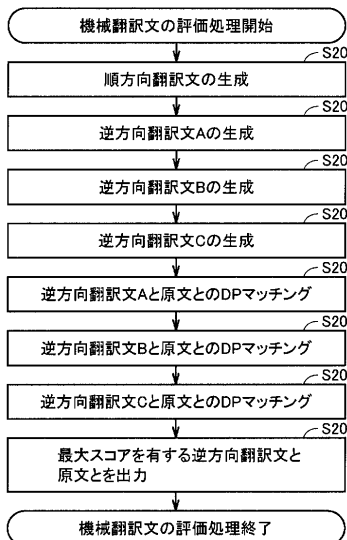 機械翻訳文の評価処理開始
S20
順方向翻訳文の生成
S20
逆方向翻訳文Aの生成
S20
逆方向翻訳文Bの生成
S20
逆方向翻訳文Cの生成
S20
逆方向翻訳文Aと原文とのDPマッチング
S20
逆方向翻訳文Bと原文とのDPマッチング
S20
逆方向翻訳文Cと原文とのDPマッチング
S20
最大スコアを有する逆方向翻訳文と
原文とを出力
機械翻訳文の評価処理終了